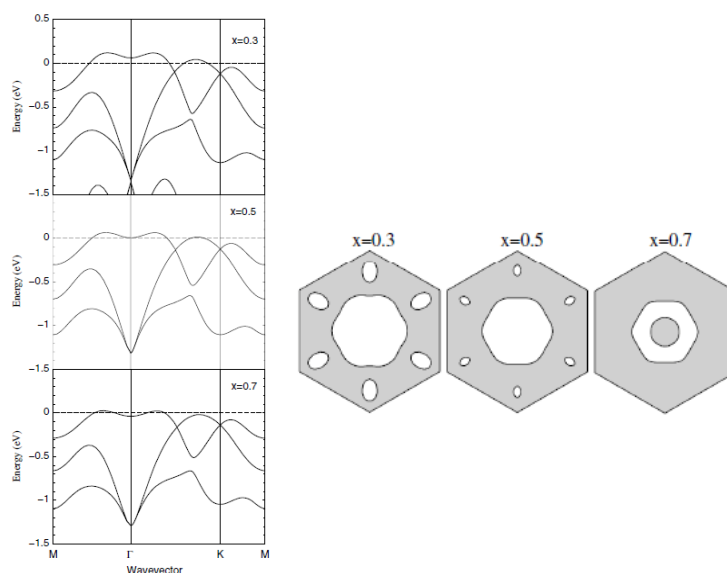 0.5
x=0.3
0
Energy (eV)
-0.5
-1
-1.5
x=0.5
0
Energy (eV)
-0.5
-1
-1.5
x=0.7
0
Energy (eV)
-0.5
-1
-1.5
M
Γ
K
M
Wavevector
x=0.3
x=0.5
x=0.7